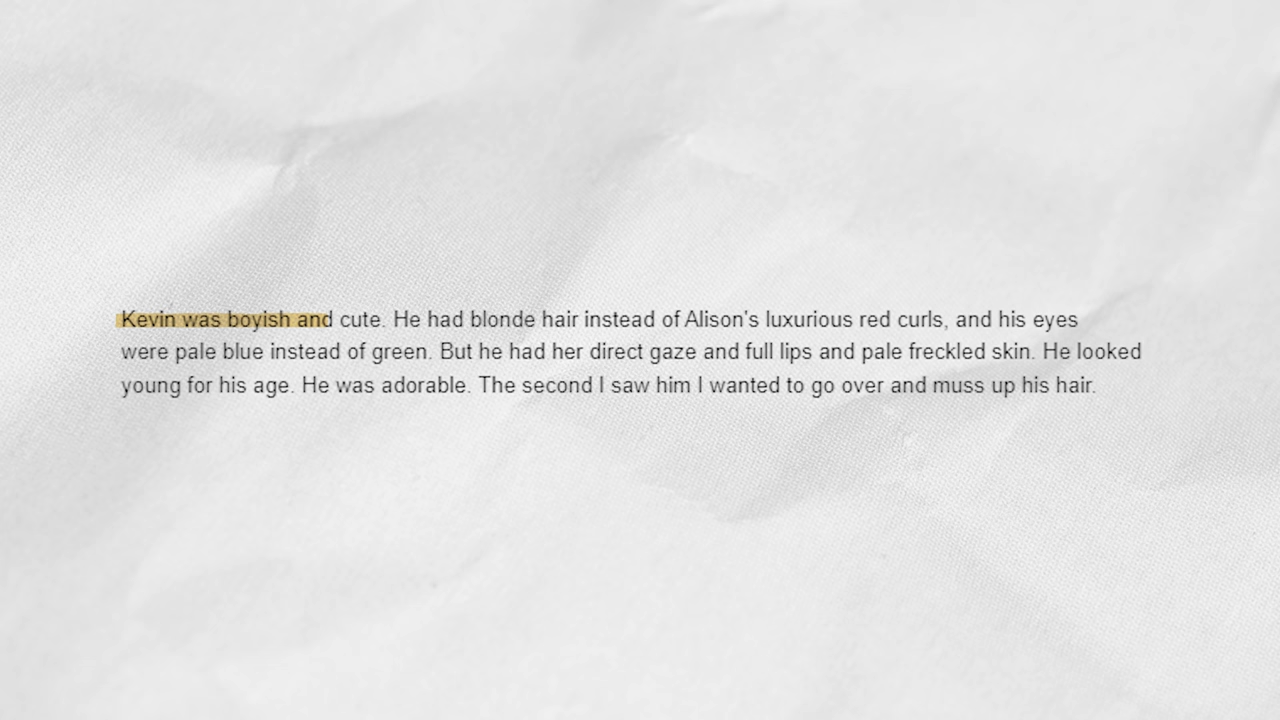 Kevin was boyish and cute. He had blonde hair instead of Alison's luxurious red curls, and his eyes
were pale blue instead of green. But he had her direct gaze and full lips and pale freckled skin. He looked
young for his age. He was adorable. The second I saw him I wanted to go over and muss up his hair.